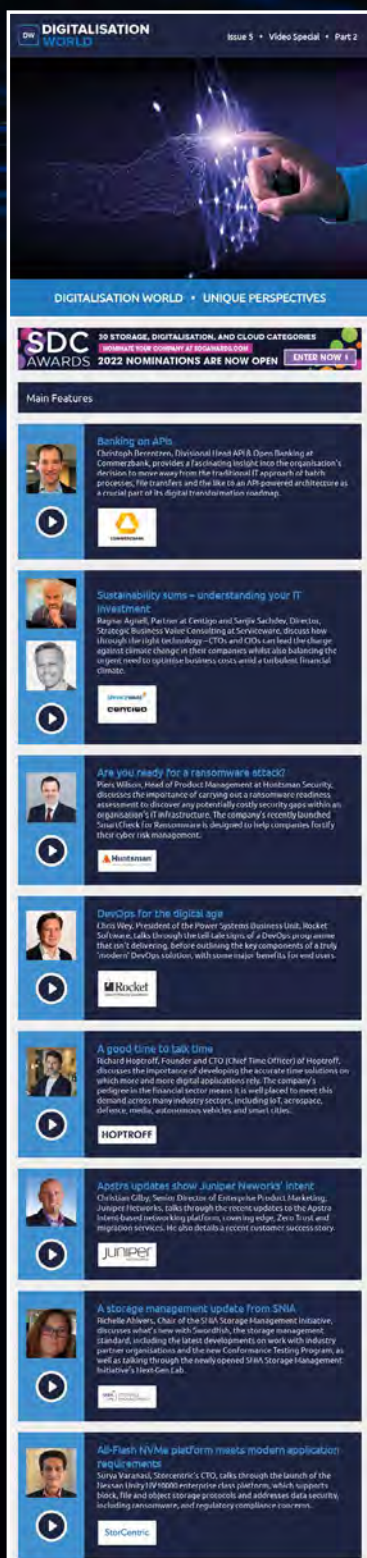 DW DIGITALISATION
WORLD
Issue 5 • Video Special • Part 2
DIGITALISATION WORLD • UNIQUE PERSPECTIVES
SDC
AWARDS
30 STORAGE, DIGITALISATION, AND CLOUD CATEGORIES
NOMINATE YOUR COMPANY AT SDCAWARDS.COM
2022 NOMINATIONS ARE NOW OPEN
ENTER NOW
Main Features
Banking on APIs
Christoph Berentzen, Divisional Head API & Open Banking at
Commerzbank, provides a fascinating insight into the organisation's
decision to move away from the traditional IT approach of batch
processes, file transfers and the like to an API-powered architecture as
a crucial part of its digital transformation roadmap.
COMMERZBANK
Sustainability sums – understanding your IT
investment
Ragnar Agnell, Partner at Centigo and Sanjiv Sachdev, Director,
Strategic Business Value Consulting at Serviceware, discuss how
through the right technology – CTOs and CIOs can lead the charge
against climate change in their companies whilst also balancing the
urgent need to optimise business costs amid a turbulent financial
climate.
serviceware
centigo
Are you ready for a ransomware attack?
Piers Wilson, Head of Product Management at Huntsman Security,
discusses the importance of carrying out a ransomware readiness
assessment to discover any potentially costly security gaps within an
organisation's IT infrastructure. The company's recently launched
SmartCheck for Ransomware is designed to help companies fortify
their cyber risk management.
Huntsman
DevOps for the digital age
Chris Wey, President of the Power Systems Business Unit, Rocket
Software, talks through the tell tale signs of a DevOps programme
that isn't delivering, before outlining the key components of a truly
'modern' DevOps solution, with some major benefits for end users.
Rocket
A good time to talk time
Richard Hoptroff, Founder and CTO (Chief Time Officer) of Hoptroff,
discusses the importance of developing the accurate time solutions on
which more and more digital applications rely. The company's
pedigree in the financial sector means it is well placed to meet this
demand across many industry sectors, including IoT, aerospace,
defence, media, autonomous vehicles and smart cities.
HOPTROFF
Apstra updates show Juniper Neworks' intent
Christian Gilby, Senior Director of Enterprise Product Marketing,
Juniper Networks, talks through the recent updates to the Apstra
intent-based networking platform, covering edge, Zero Trust and
migration services. He also details a recent customer success story.
JUNIPER
NETWORKS
A storage management update from SNIA
Richelle Ahlvers, Chair of the SNIA Storage Management Initiative,
discusses what's new with Swordfish, the storage management
standard, including the latest developments on work with industry
partner organisations and the new Conformance Testing Program, as
well as talking through the newly opened SNIA Storage Management
Initiative's Next-Gen Lab.
All-Flash NVMe platform meets modern application
requirements
Surya Varanasi, Storcentric's CTO, talks through the launch of the
Nexsan Unity NV10000 enterprise class platform, which supports
block, file and object storage protocols and addresses data security,
including ransomware, and regulatory compliance concerns.
StorCentric